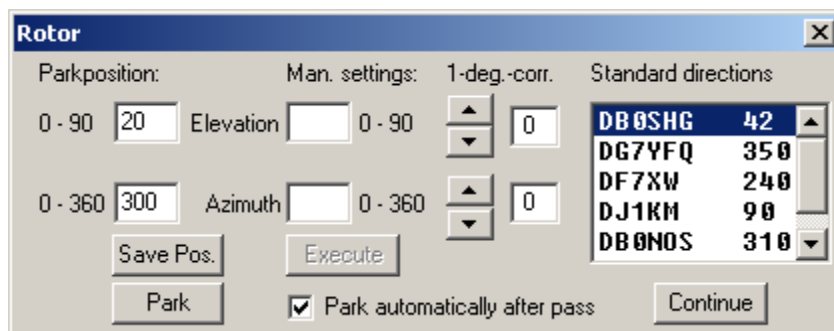 Rotor
Parkposition: Man. settings: 1-deg.-corr. Standard directions
0 - 90 20 Elevation 0 - 90 0
DB0SHG 42
DG7YFQ 350
DF7XW 240
DJ1KM 90
DB0NOS 310
0 - 360 300 Azimuth 0 - 360 0
Save Pos. Execute
Park Park automatically after pass Continue